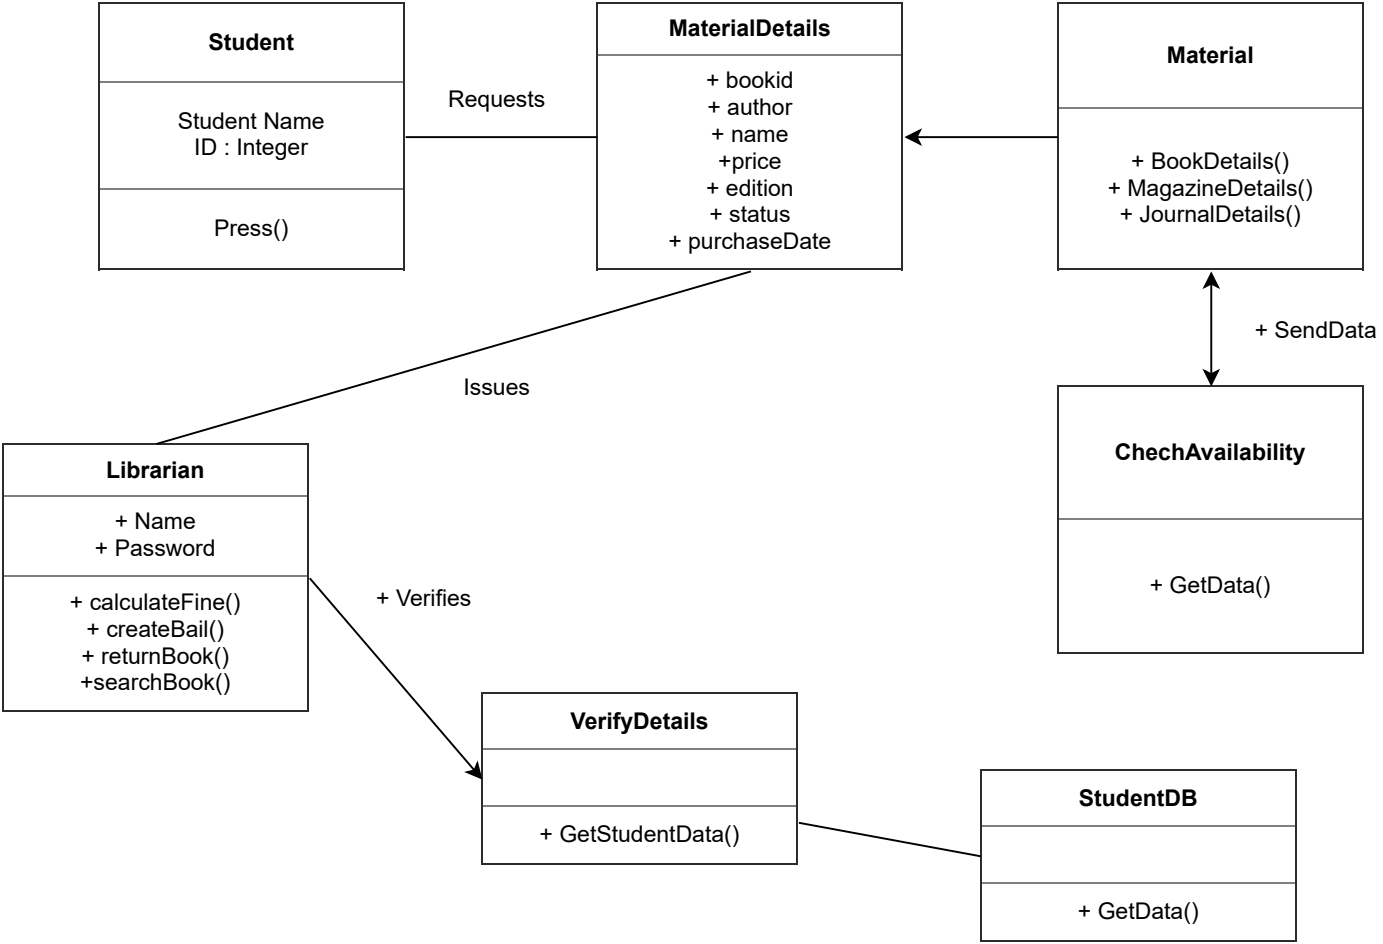 Student
Student Name
ID : Integer
Press()
Requests
MaterialDetails
+ bookid
+ author
+ name
+price
+ edition
+ status
+ purchaseDate
Material
+ BookDetails()
+ MagazineDetails()
+ JournalDetails()
+ SendData
Issues
ChechAvailability
+ GetData()
Librarian
+ Name
+ Password
+ calculateFine()
+ createBail()
+ returnBook()
+searchBook()
+ Verifies
VerifyDetails
+ GetStudentData()
StudentDB
+ GetData()